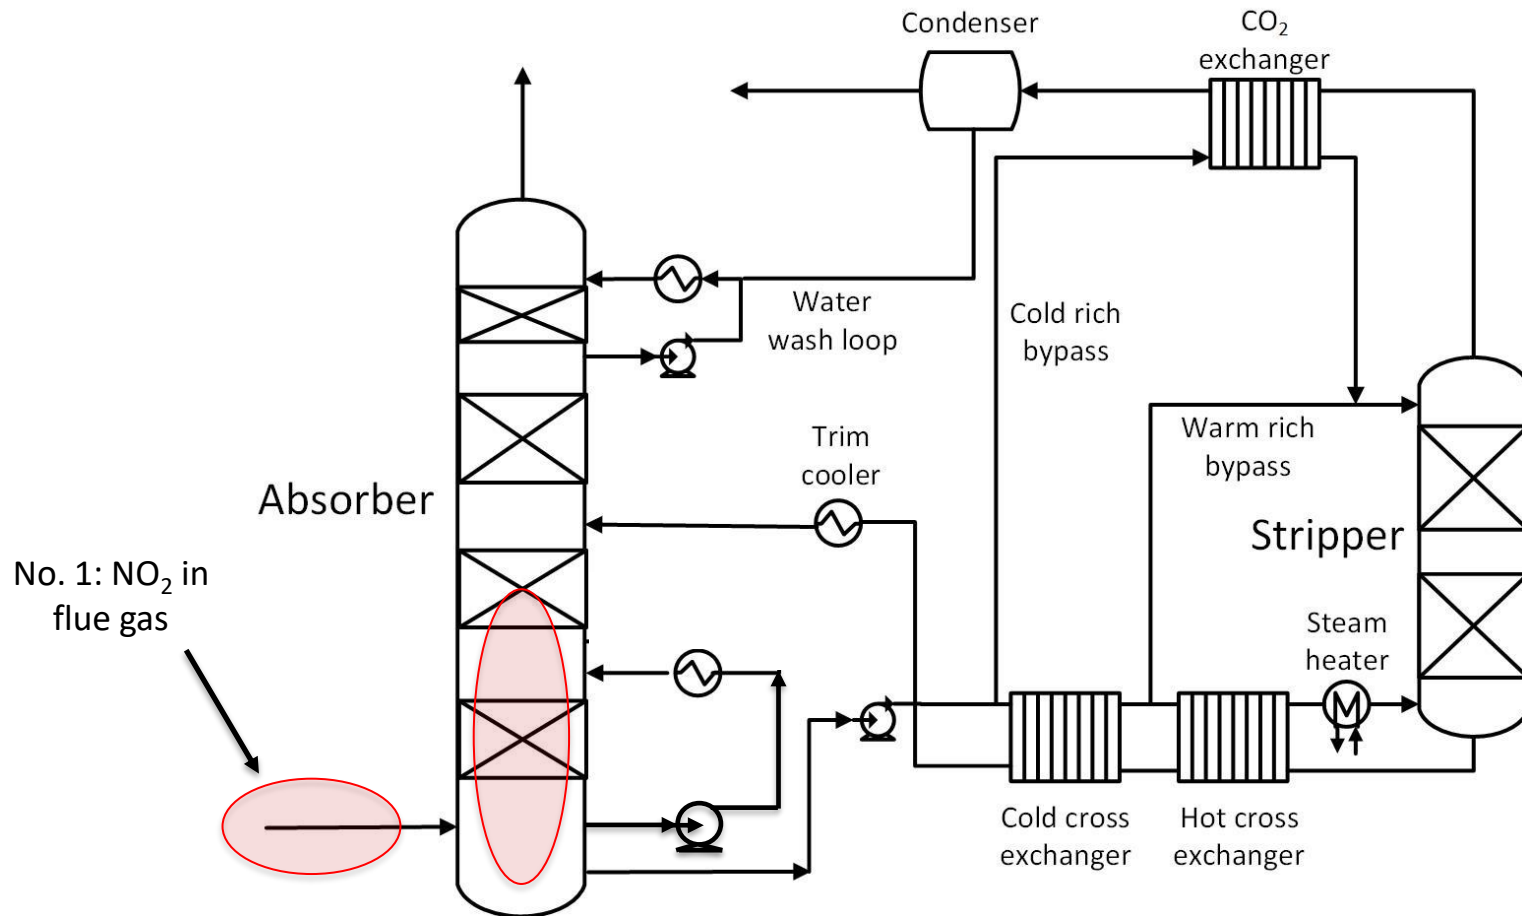 Condenser
CO₂
exchanger
Water
wash loop
Cold rich
bypass
Trim
cooler
Warm rich
bypass
Absorber
Stripper
No. 1: NO₂ in
flue gas
Steam
heater
Cold cross
exchanger
Hot cross
exchanger